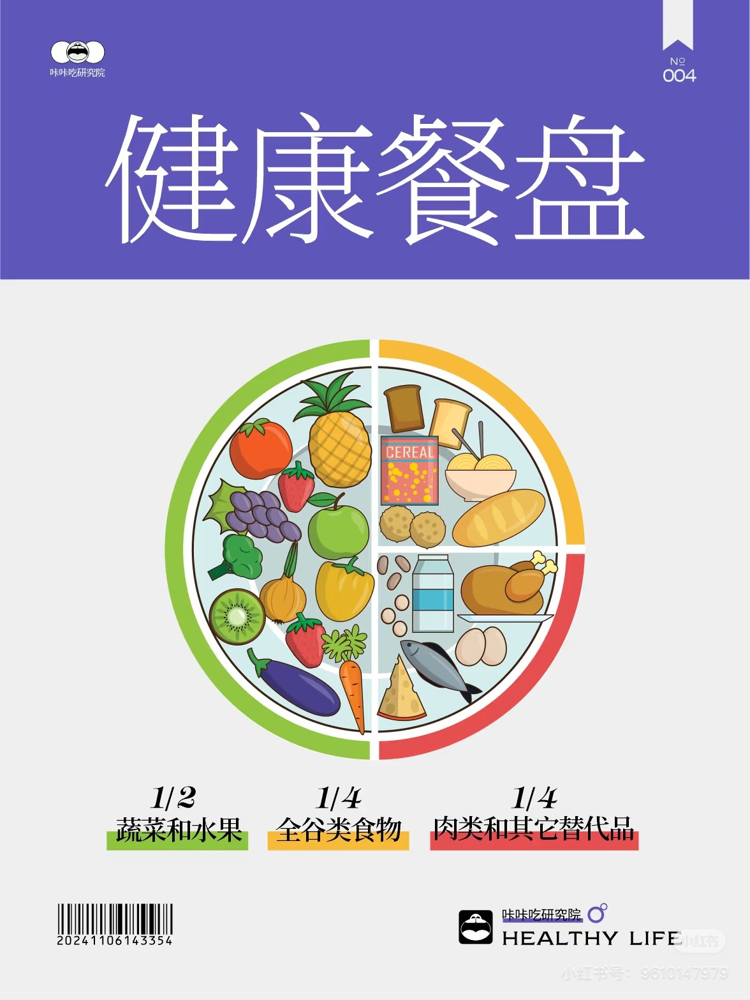 咔咔吃研究院
No
004
健康餐盘
CEREAL
1/2
蔬菜和水果
1/4
全谷类食物
1/4
肉类和其它替代品
20241106143354
咔咔吃研究院
HEALTHY LIFE
小红书
小红书号：9610147979